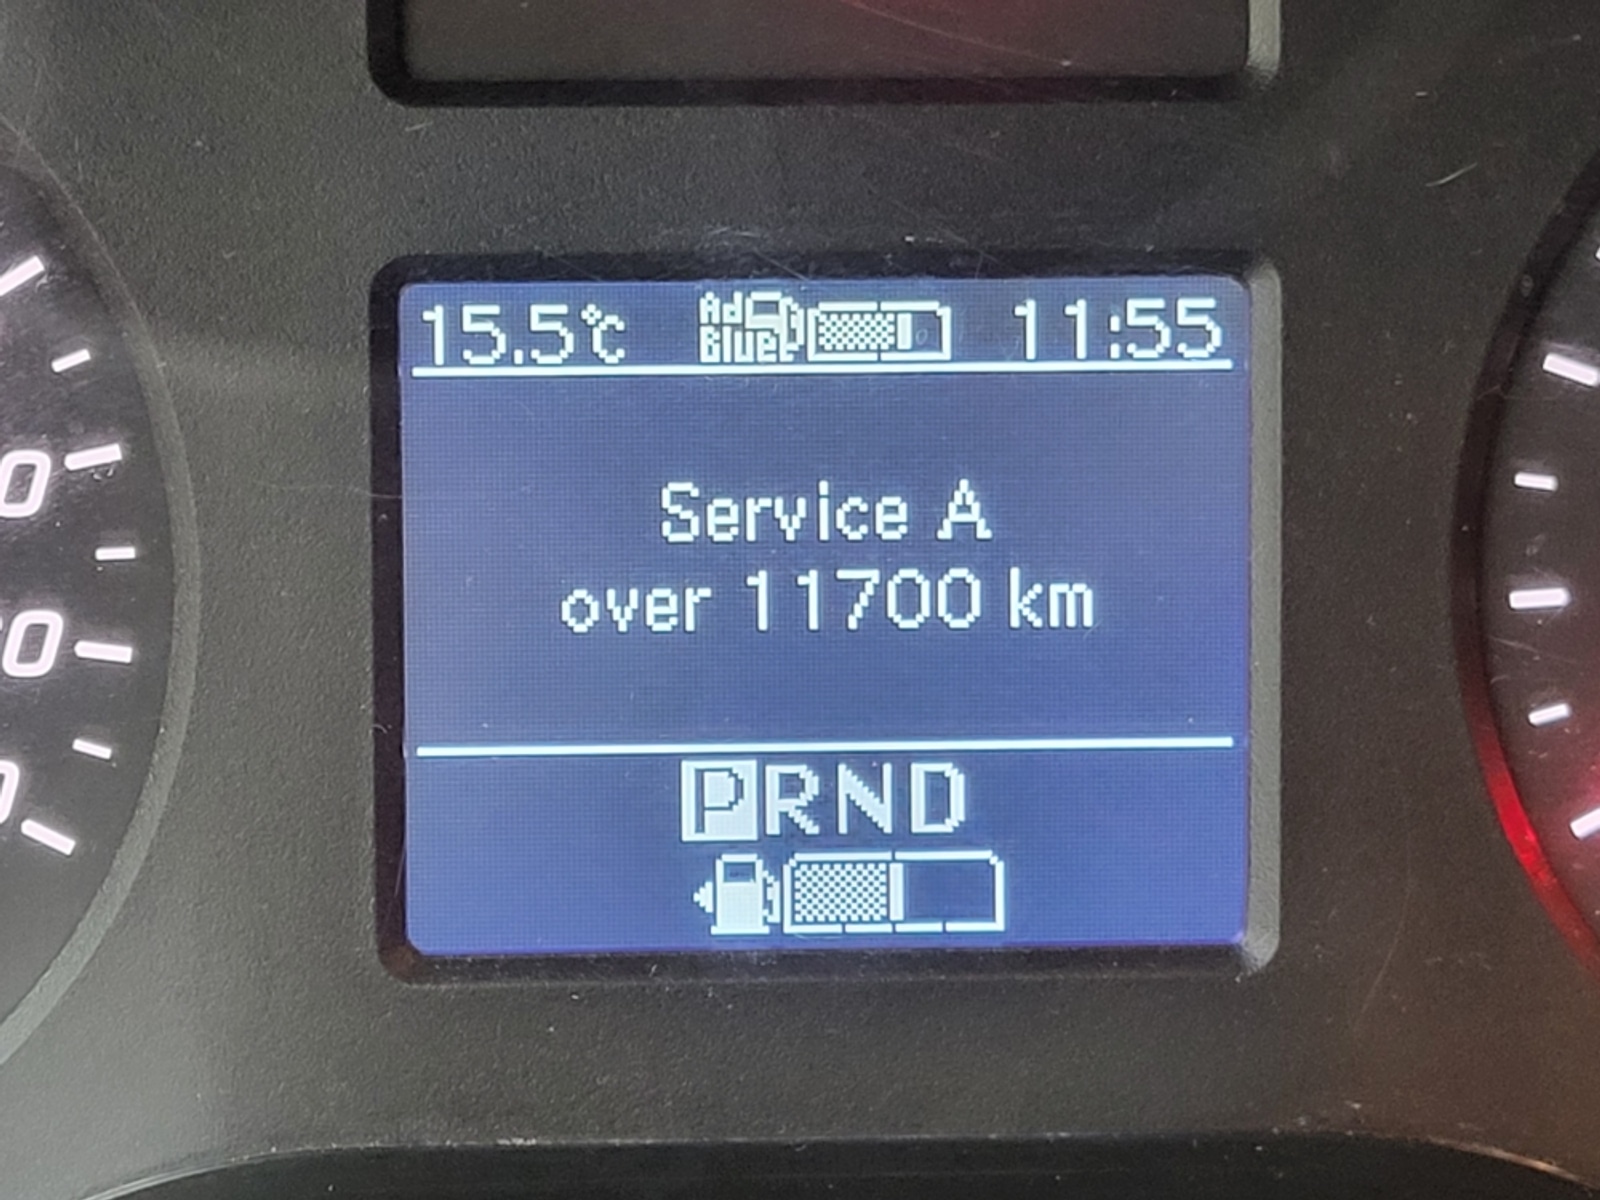 15.5°C Ad Blue 11:55
Service A
over 11700 km
PRND